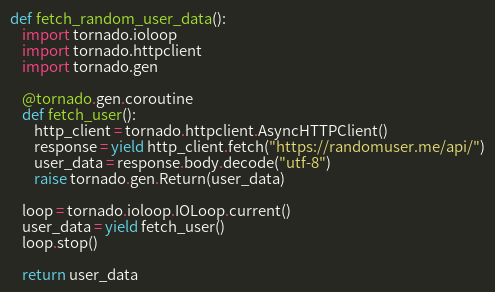 def fetch_random_user_data():
    import tornado.ioloop
    import tornado.httpclient
    import tornado.gen

    @tornado.gen.coroutine
    def fetch_user():
        http_client = tornado.httpclient.AsyncHTTPClient()
        response = yield http_client.fetch("https://randomuser.me/api/")
        user_data = response.body.decode("utf-8")
        raise tornado.gen.Return(user_data)

    loop = tornado.ioloop.IOLoop.current()
    user_data = yield fetch_user()
    loop.stop()

    return user_data